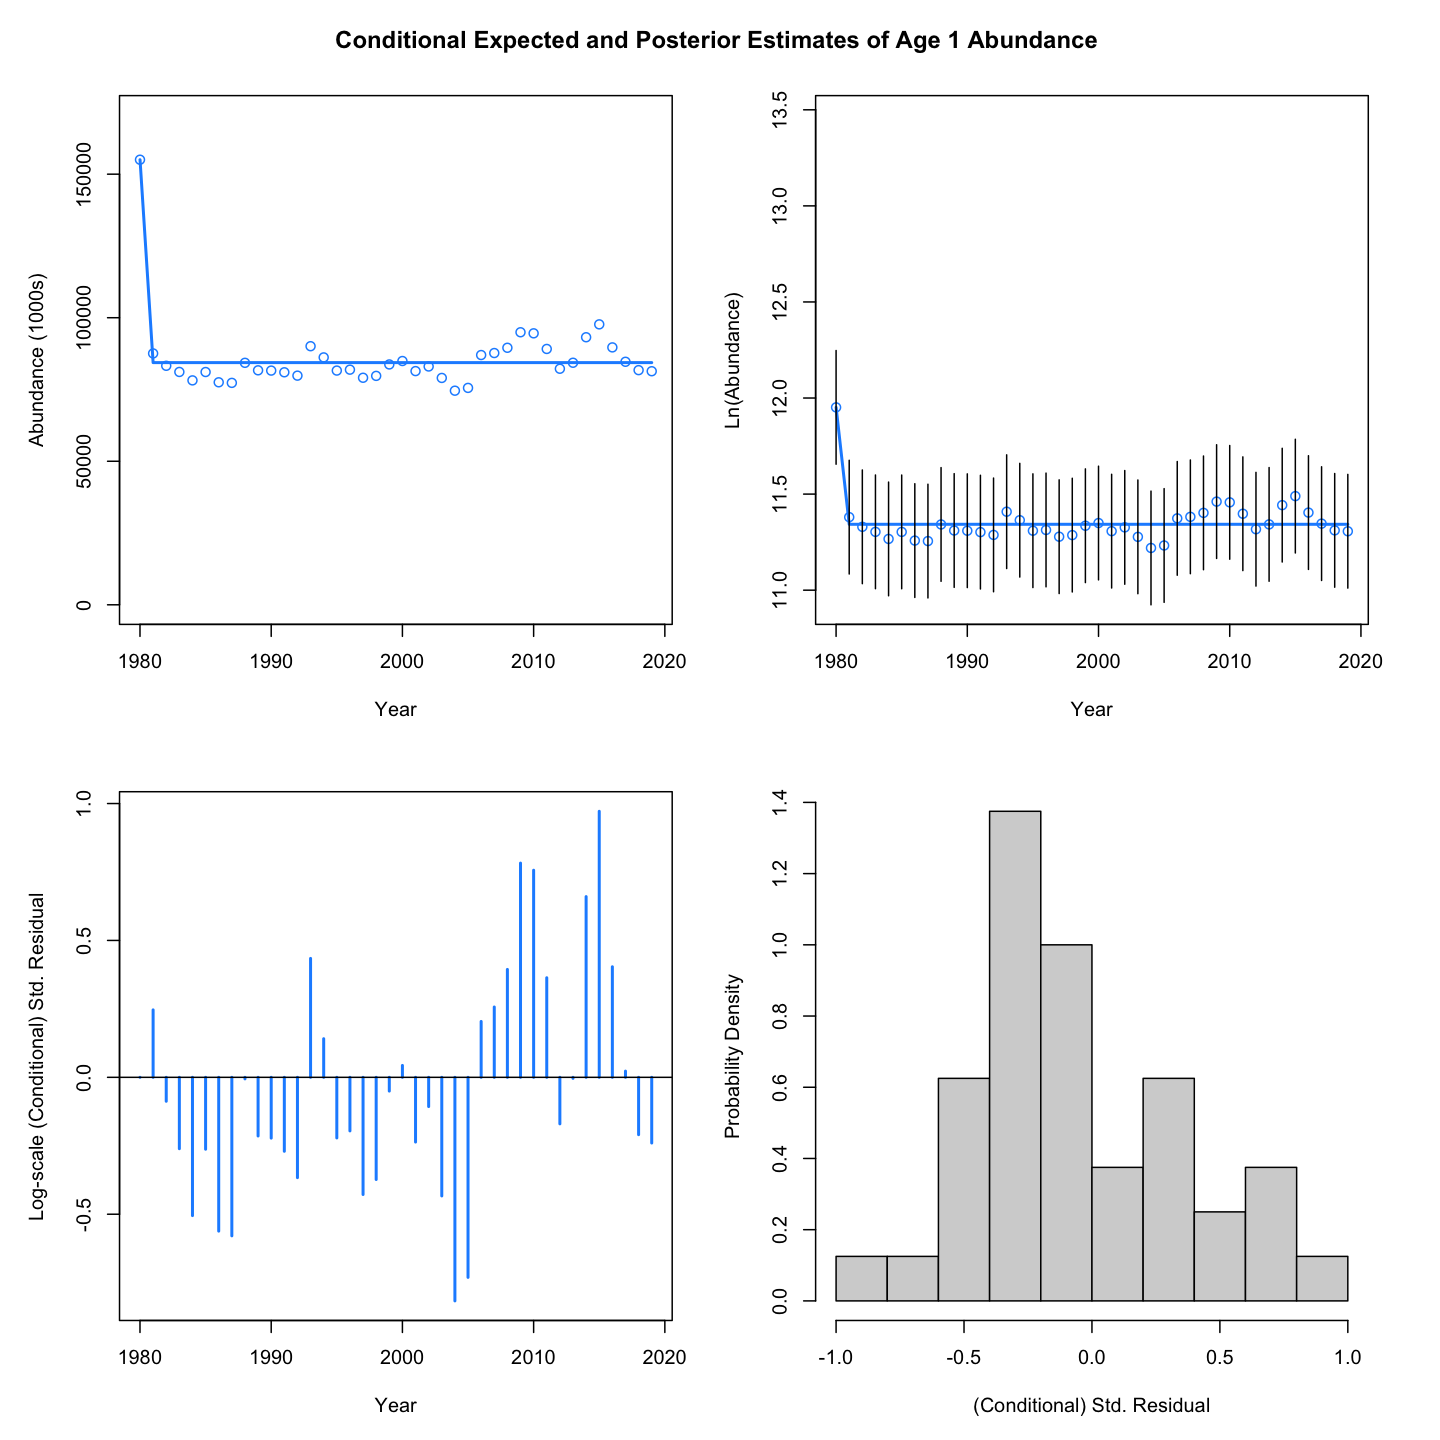 Conditional Expected and Posterior Estimates of Age 1 Abundance
Abundance (1000s)
150000
100000
50000
0
1980 1990 2000 2010 2020
Year
Ln(Abundance)
13.5
13.0
12.5
12.0
11.5
11.0
1980 1990 2000 2010 2020
Year
Log-scale (Conditional) Std. Residual
1.0
0.5
0.0
-0.5
1980 1990 2000 2010 2020
Year
Probability Density
1.4
1.2
1.0
0.8
0.6
0.4
0.2
0.0
-1.0 -0.5 0.0 0.5 1.0
(Conditional) Std. Residual